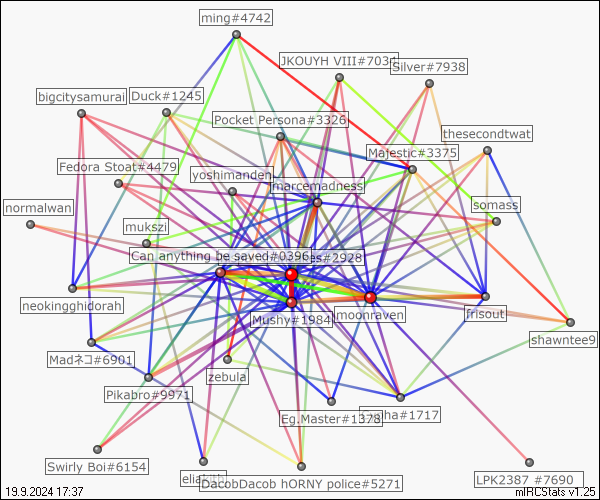 ming#4742
JKOUYH VIII#703
Silver#7938
bigcitysamurai
Duck#1245
Pocket Persona#3326
thesecondtwat
Majestic#3375
Fedora Stoat#4479
yoshimanden
marcemadness
somass
normalwan
mukszi
Can anything be saved#0396
es#2928
neokingghidorah
Mushy#1984
moonraven
frisout
shawntee9
Madネコ#6901
zebula
Pikabro#9971
Eg.Master#1378
ha#1717
Swirly Boi#6154
DacobDacob hORNY police#5271
LPK2387 #7690
19.9.2024 17:37
mIRCStats v1.25